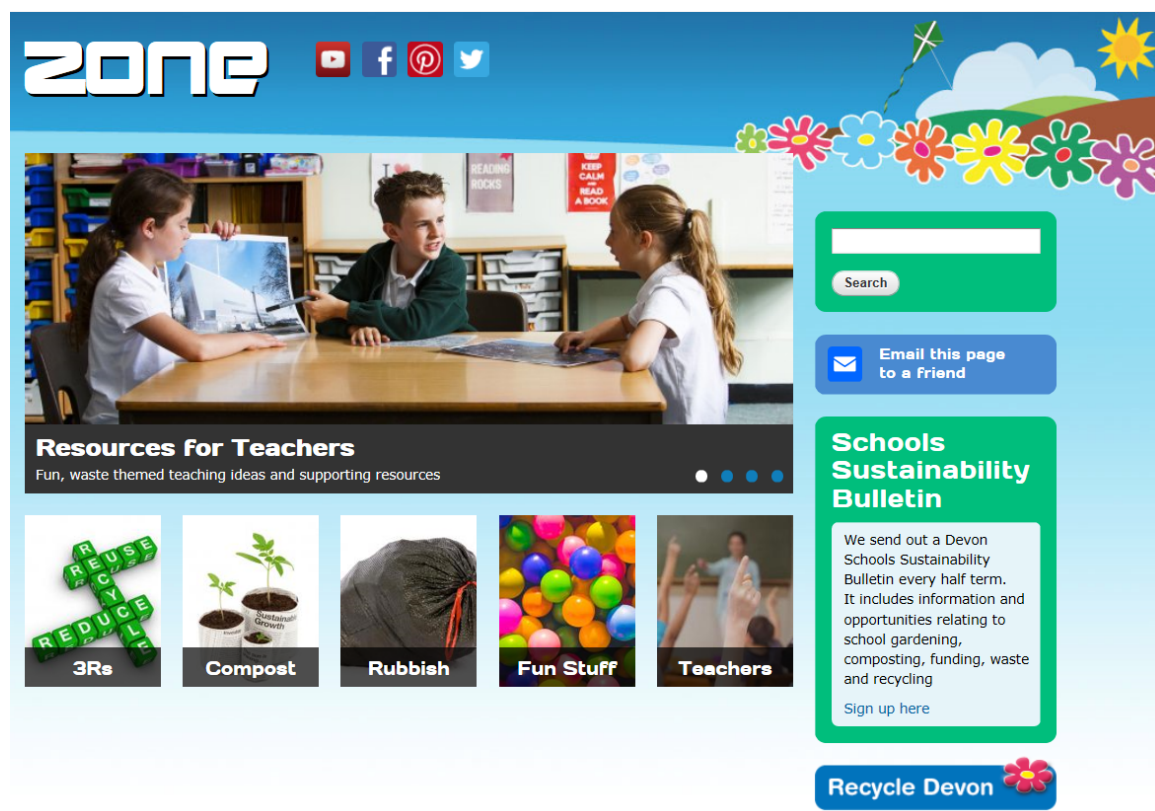 zone
I
READING
ROCKS
KEEP
CALM
AND
READ
A BOOK
Search
Email this page
to a friend
Resources for Teachers
Fun, waste themed teaching ideas and supporting resources
Schools
Sustainability
Bulletin
We send out a Devon
Schools Sustainability
Bulletin every half term.
It includes information and
opportunities relating to
school gardening,
composting, funding, waste
and recycling
Sign up here
REUSE
RECYCLE
REDUCE
3Rs
Sustainable
Growth
Compost
Rubbish
Fun Stuff
Teachers
Recycle Devon